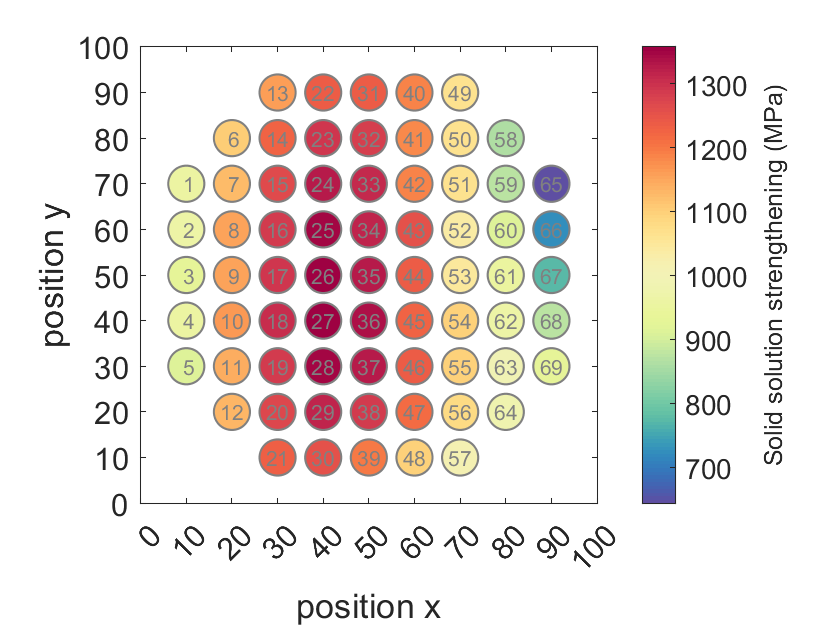 100
90
80
70
60
50
40
30
20
10
0
position y
13 22 31 40 49
6 14 23 32 41 50 58
1 7 15 24 33 42 51 59 65
2 8 16 25 34 43 52 60 66
3 9 17 26 35 44 53 61 67
4 10 18 27 36 45 54 62 68
5 11 19 28 37 46 55 63 69
12 20 29 38 47 56 64
21 30 39 48 57
0 10 20 30 40 50 60 70 80 90 100
position x
1300
1200
1100
1000
900
800
700
Solid solution strengthening (MPa)